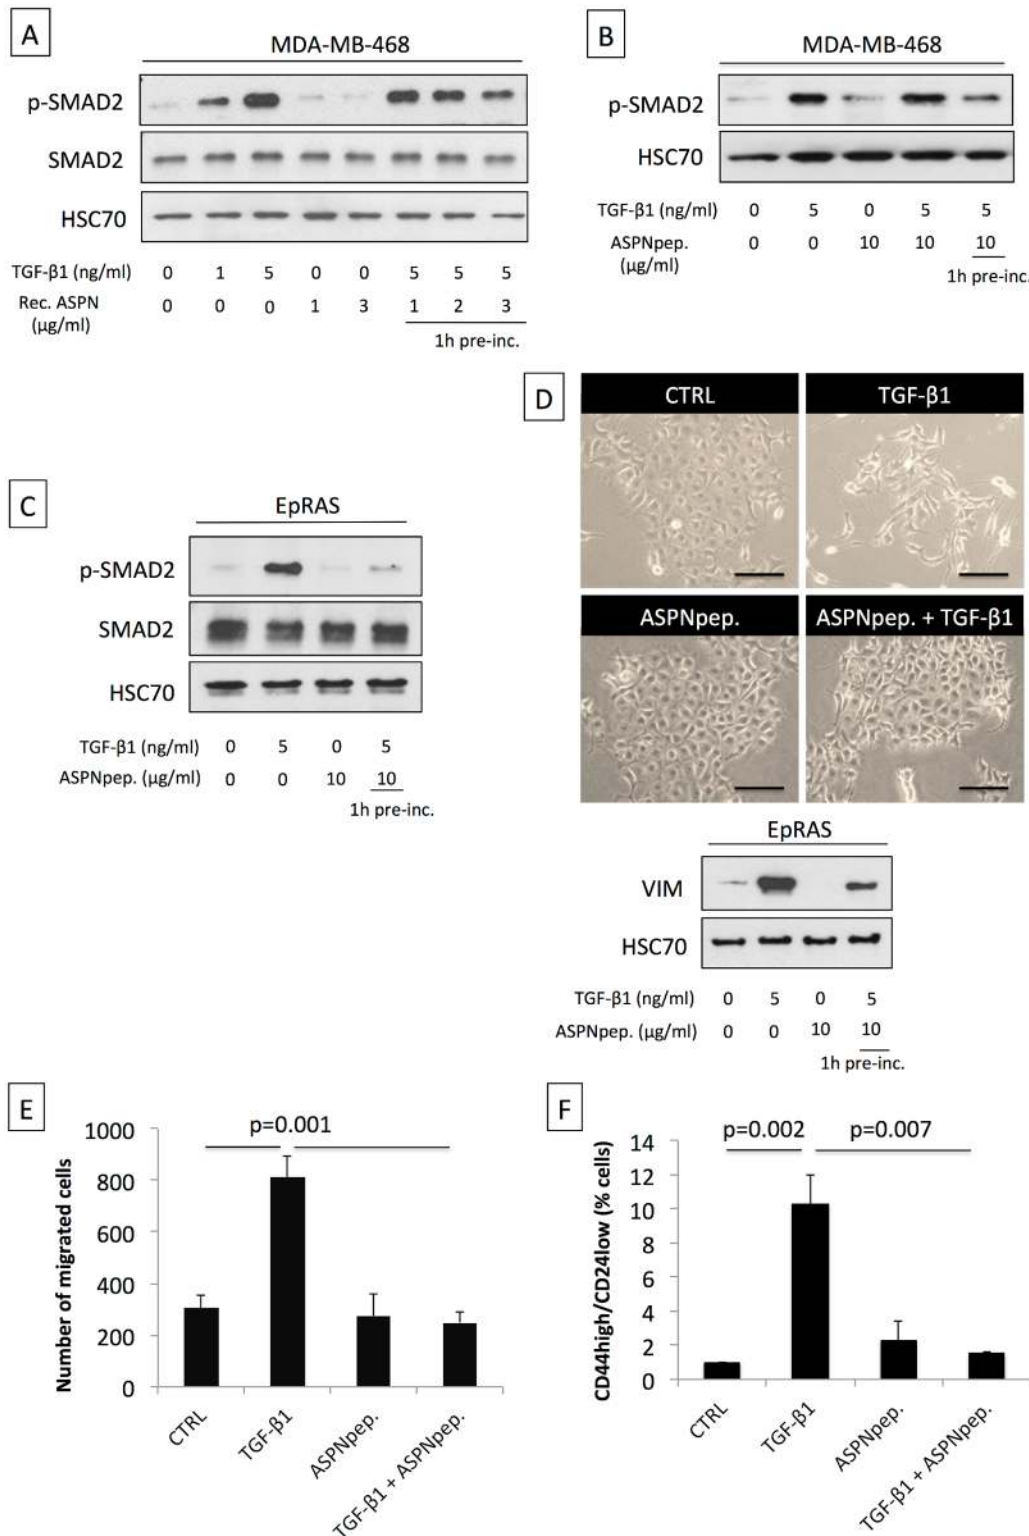 A
MDA-MB-468
p-SMAD2
SMAD2
HSC70
TGF-β1 (ng/ml) 0 1 5 0 0 5 5 5
Rec. ASPN 0 0 0 1 3 1 2 3
(μg/ml)
1h pre-inc.
B
MDA-MB-468
p-SMAD2
HSC70
TGF-β1 (ng/ml) 0 5 0 5 5
ASPNpep. 0 0 10 10 10
(μg/ml)
1h pre-inc.
C
EpRAS
p-SMAD2
SMAD2
HSC70
TGF-β1 (ng/ml) 0 5 0 5
ASPNpep. (μg/ml) 0 0 10 10
1h pre-inc.
D
CTRL
TGF-β1
ASPNpep.
ASPNpep. + TGF-β1
EpRAS
VIM
HSC70
TGF-β1 (ng/ml) 0 5 0 5
ASPNpep. (μg/ml) 0 0 10 10
1h pre-inc.
E
p=0.001
Number of migrated cells
1000
800
600
400
200
0
CTRL
TGF-β1
ASPNpep.
TGF-β1 + ASPNpep.
F
p=0.002
p=0.007
CD44high/CD24low (% cells)
14
12
10
8
6
4
2
0
CTRL
TGF-β1
ASPNpep.
TGF-β1 + ASPNpep.